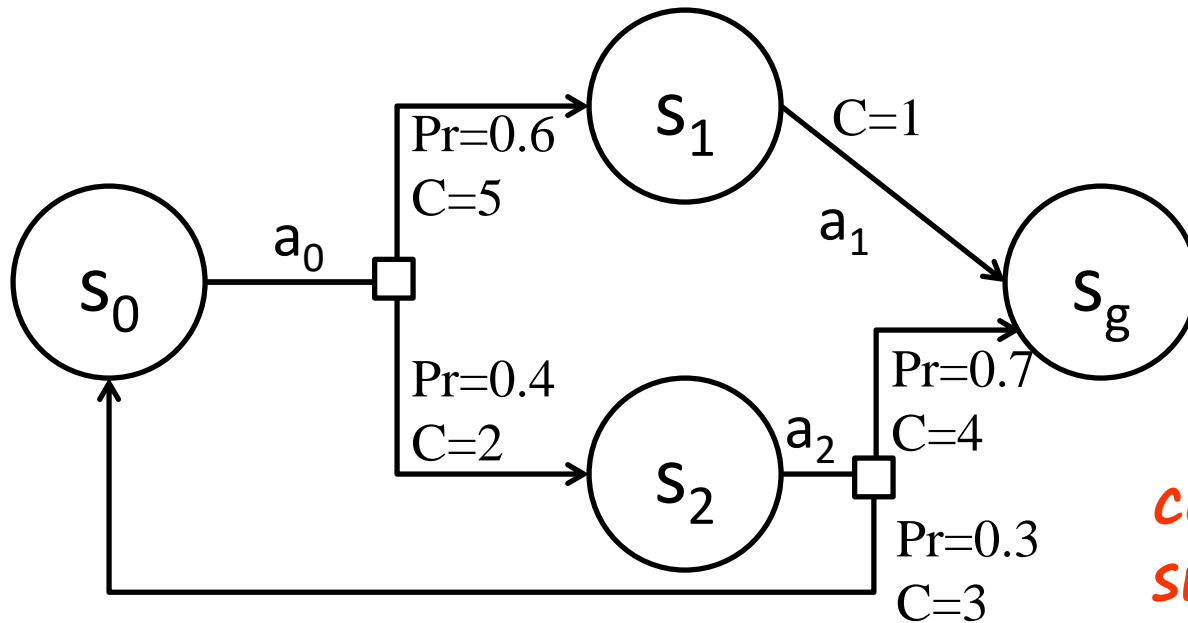 s₀
a₀
Pr=0.6
C=5
Pr=0.4
C=2
s₁
s₂
C=1
a₁
a₂
Pr=0.7
C=4
Pr=0.3
C=3
s_g